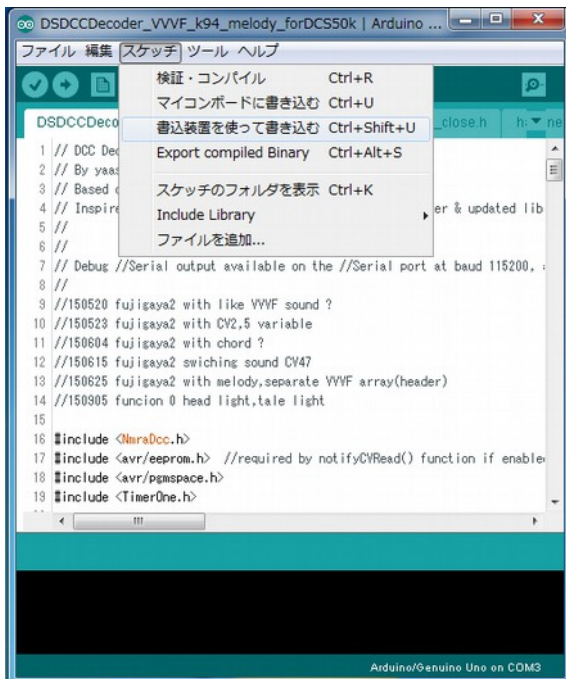 DSDCCDecoder_VVVF_k94_melody_forDCS50k | Arduino ...
ファイル 編集 スケッチ ツール ヘルプ
検証・コンパイル Ctrl+R
マイコンボードに書き込む Ctrl+U
書込装置を使って書き込む Ctrl+Shift+U
Export compiled Binary Ctrl+Alt+S
スケッチのフォルダを表示 Ctrl+K
Include Library
ファイルを追加...
DSDCCDeco _close.h ne
1 // DCC Dec
2 // By yaas
3 // Based
4 // Inspire er & updated lib
5 //
6 //
7 // Debug //Serial output available on the //Serial port at baud 115200,
8 //
9 //150520 fujigaya2 with like VVVF sound ?
10 //150523 fujigaya2 with CV2,5 variable
11 //150604 fujigaya2 with chord ?
12 //150615 fujigaya2 swiching sound CV47
13 //150625 fujigaya2 with melody,separate VVVF array(header)
14 //150905 funcion 0 head light,tale light
15
16 #include <NmraDcc.h>
17 #include <avr/eeprom.h> //required by notifyCVRead() function if enable
18 #include <avr/pgmspace.h>
19 #include <TimerOne.h>
Arduino/Genuino Uno on COM3